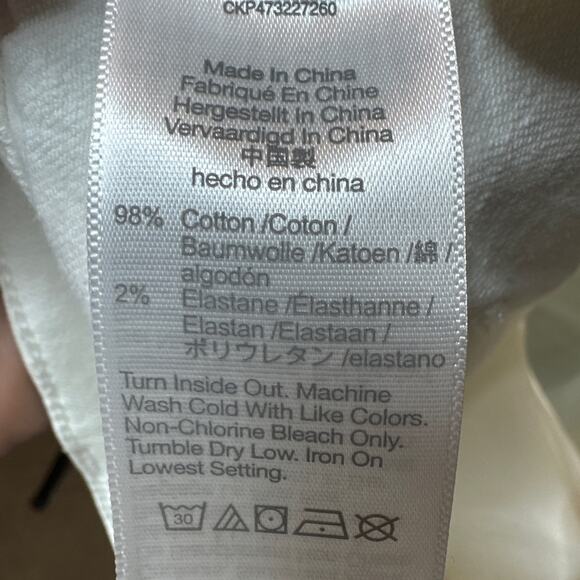 CKP473227260
Made In China
Fabriqué En Chine
Hergestellt in China
Vervaardigd In China
中国製
hecho en china
98% Cotton /Coton /
Baumwolle /Katoen /綿 /
algodón
2% Elastane /Élasthanne /
Elastan /Elastaan /
ポリウレタン /elastano
Turn Inside Out. Machine
Wash Cold With Like Colors.
Non-Chlorine Bleach Only.
Tumble Dry Low. Iron On
Lowest Setting.
30